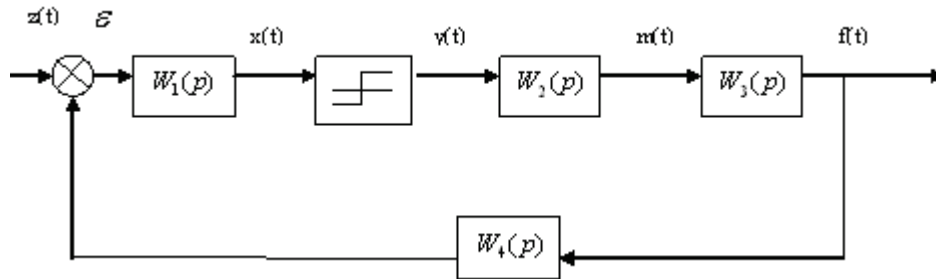 z(t) ε x(t) y(t) m(t) f(t)
W₁(p) W₂(p) W₃(p)
W₄(p)